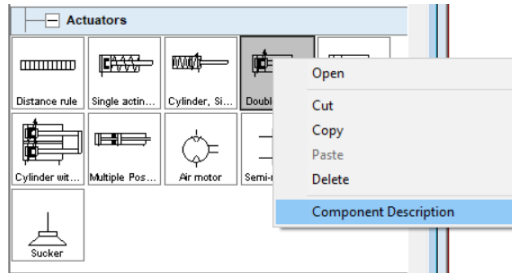 Actuators
Distance rule
Single actin...
Cylinder, Si...
Doubl
Open
Cut
Copy
Paste
Delete
Component Description
Cylinder wit...
Multiple Pos...
Air motor
Semi-
Sucker